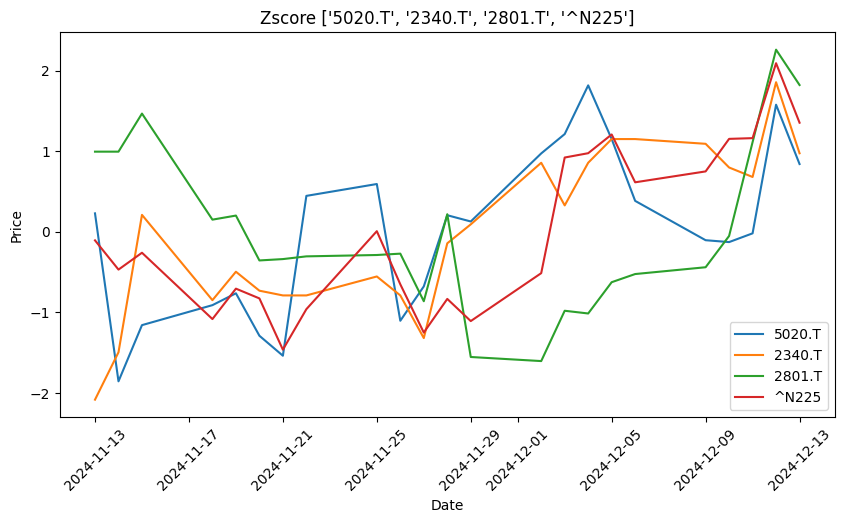 Zscore ['5020.T', '2340.T', '2801.T', '^N225']
Price
2
1
0
−1
−2
5020.T
2340.T
2801.T
^N225
2024-11-13
2024-11-17
2024-11-21
2024-11-25
2024-11-29
2024-12-01
2024-12-05
2024-12-09
2024-12-13
Date